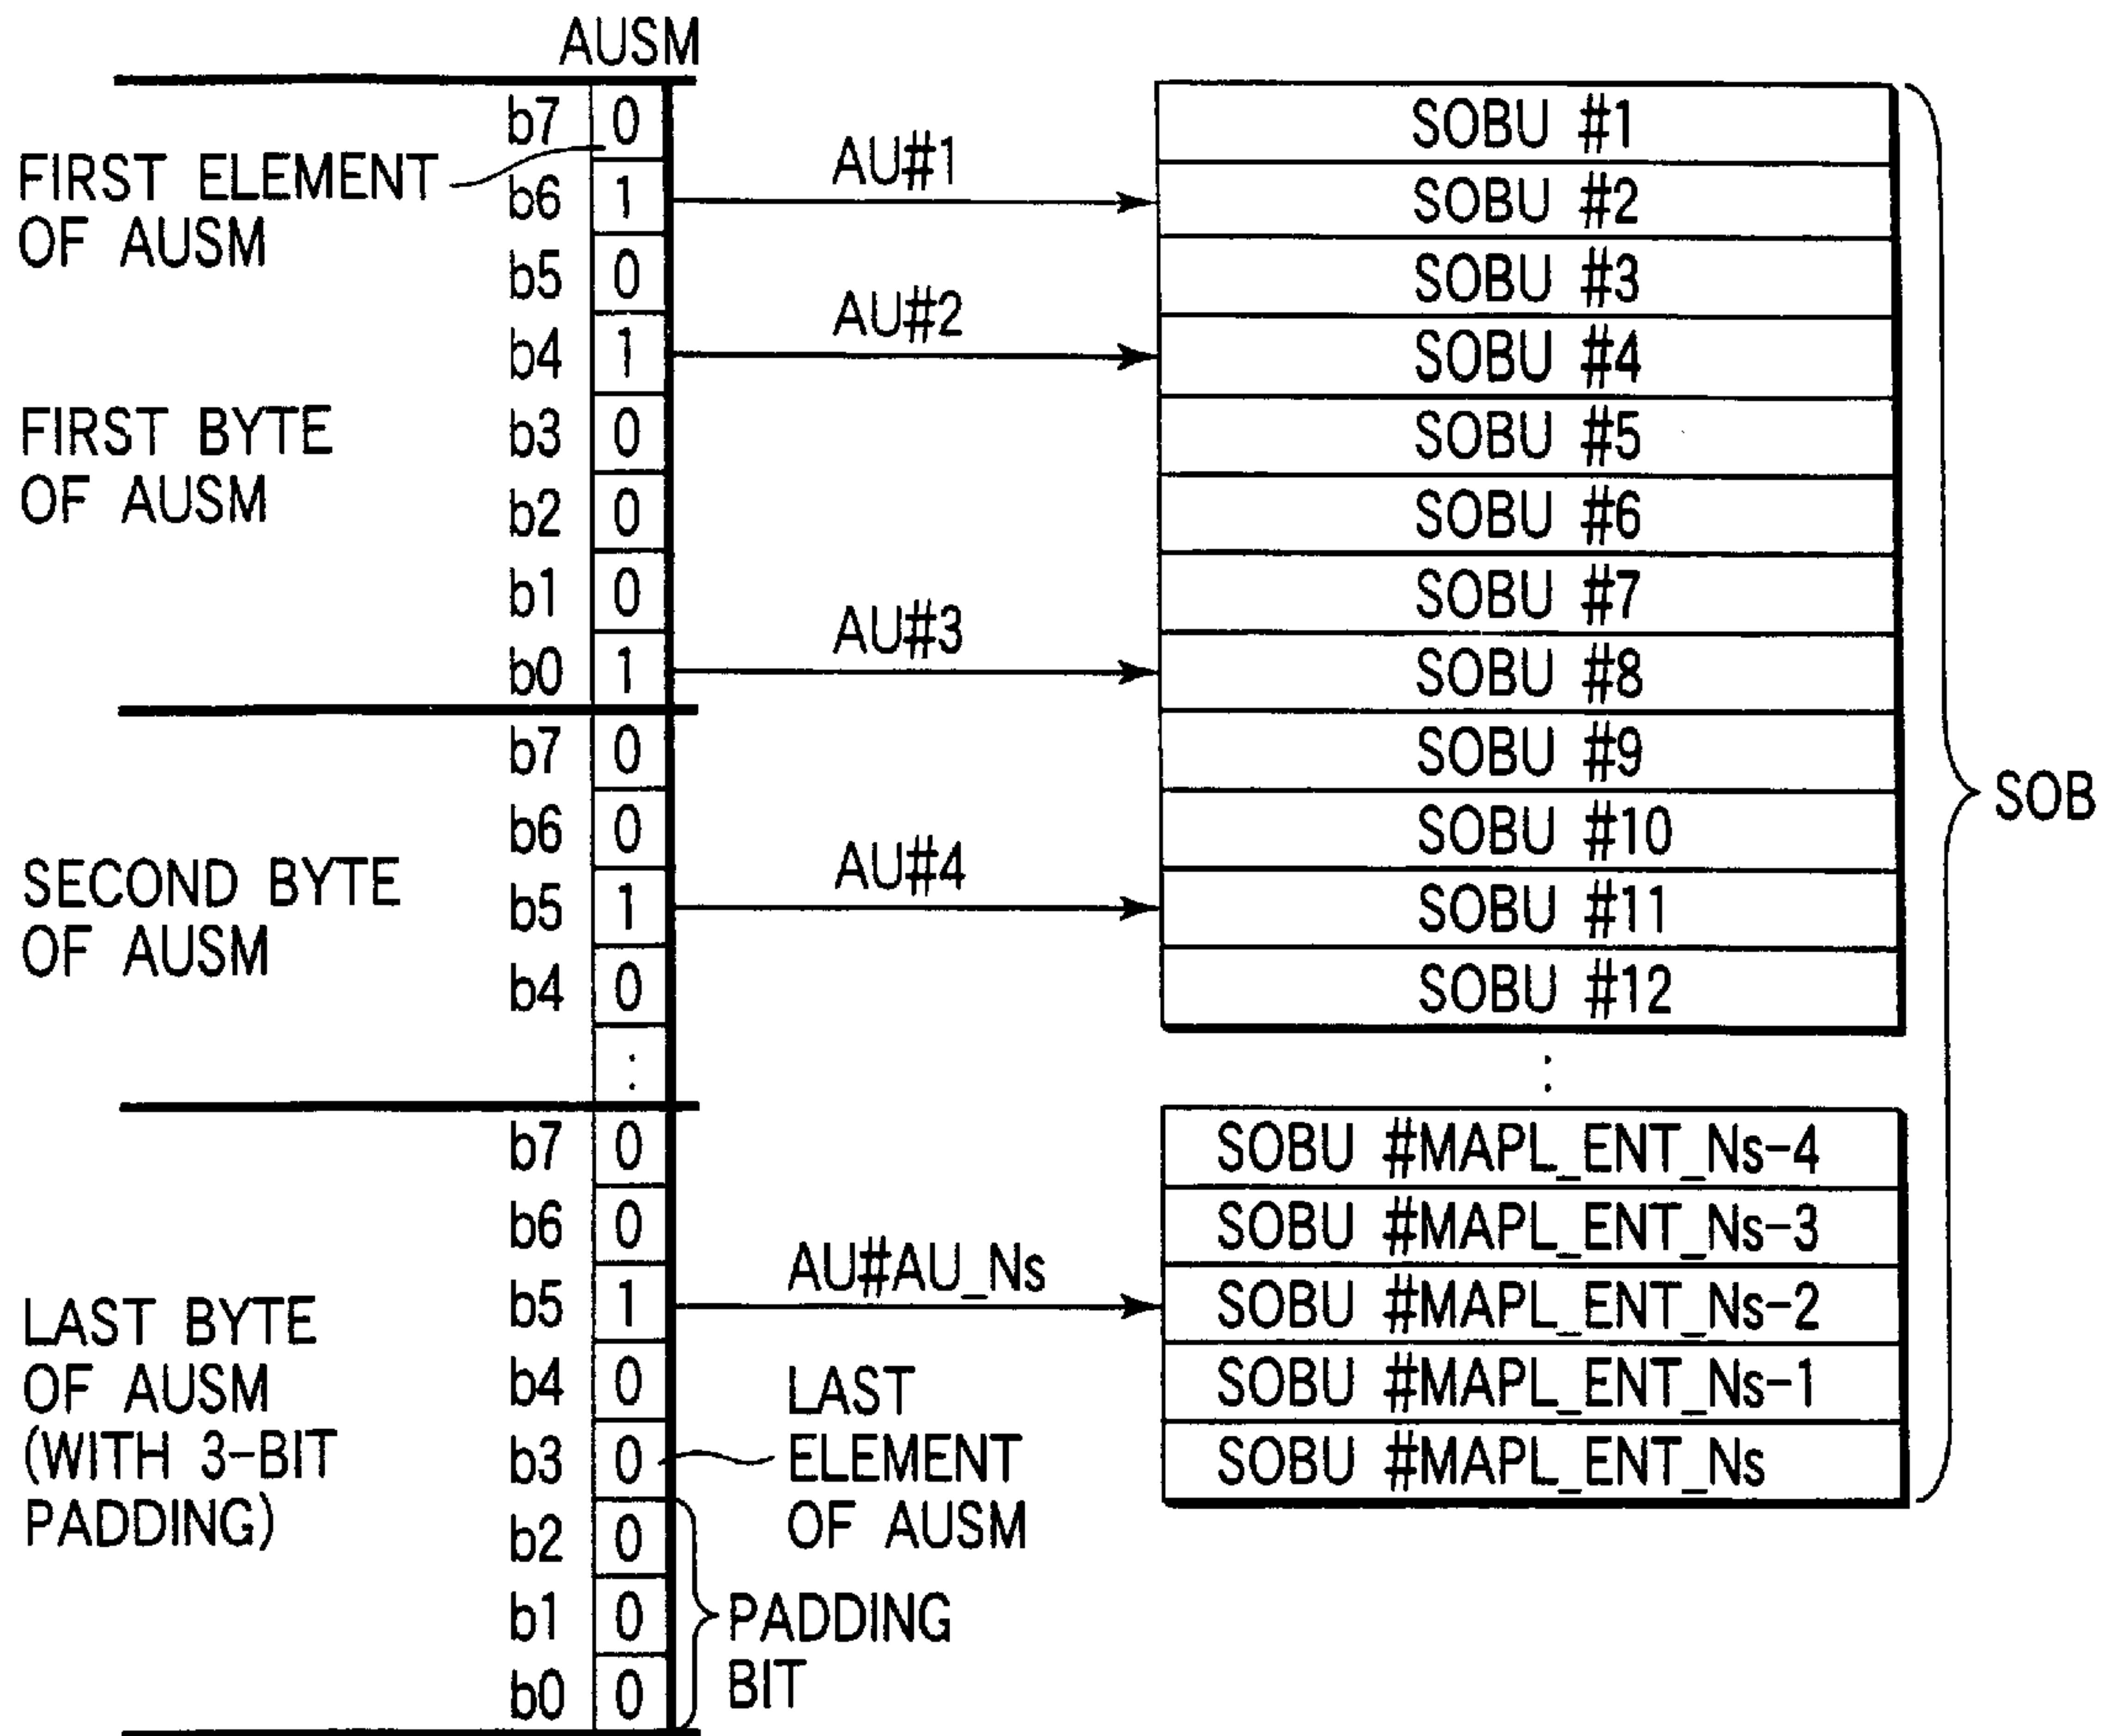 AUSM
b7 0
FIRST ELEMENT
OF AUSM
b6 1
b5 0
b4 1
FIRST BYTE
OF AUSM
b3 0
b2 0
b1 0
b0 1
b7 0
b6 0
SECOND BYTE
OF AUSM
b5 1
b4 0
:
b7 0
b6 0
b5 1
LAST BYTE
OF AUSM
(WITH 3-BIT
PADDING)
b4 0
b3 0
b2 0
b1 0
b0 0
AU#1
AU#2
AU#3
AU#4
AU#AU_Ns
LAST
ELEMENT
OF AUSM
PADDING
BIT
SOBU #1
SOBU #2
SOBU #3
SOBU #4
SOBU #5
SOBU #6
SOBU #7
SOBU #8
SOBU #9
SOBU #10
SOBU #11
SOBU #12
:
SOBU #MAPL_ENT_Ns-4
SOBU #MAPL_ENT_Ns-3
SOBU #MAPL_ENT_Ns-2
SOBU #MAPL_ENT_Ns-1
SOBU #MAPL_ENT_Ns
SOB